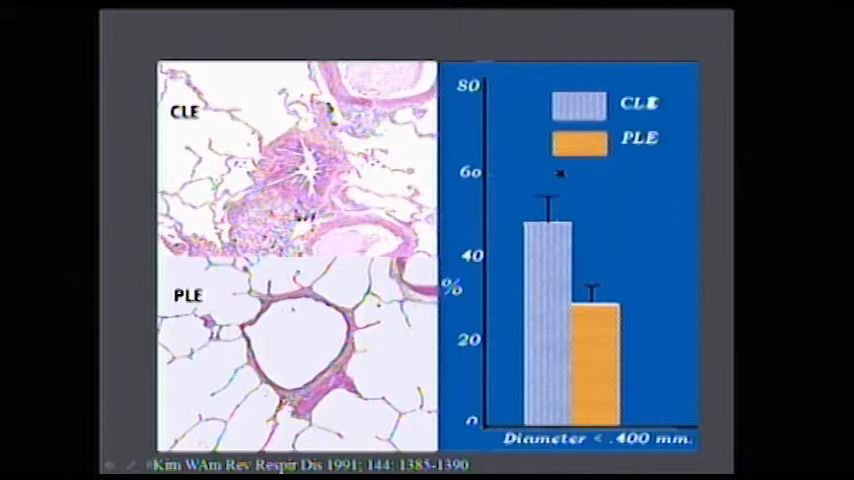 CLE
PLE
80
CLE
PLE
60
*
40
%
20
0
Diameter < .400 mm.
#Kim WAm Rev Respir Dis 1991; 144: 1385-1390